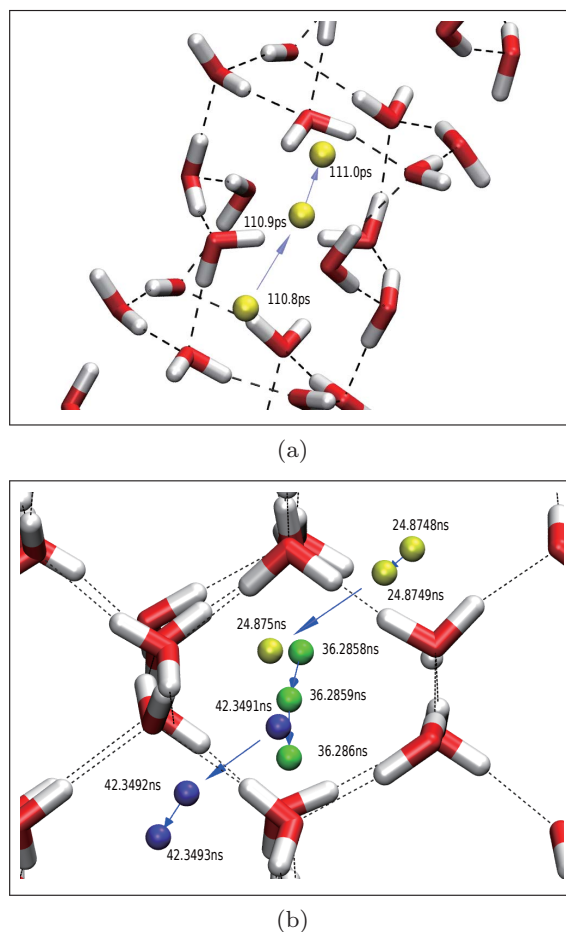 111.0ps
110.9ps
110.8ps
(a)
24.8748ns
24.8749ns
24.875ns
36.2858ns
36.2859ns
42.3491ns
36.286ns
42.3492ns
42.3493ns
(b)